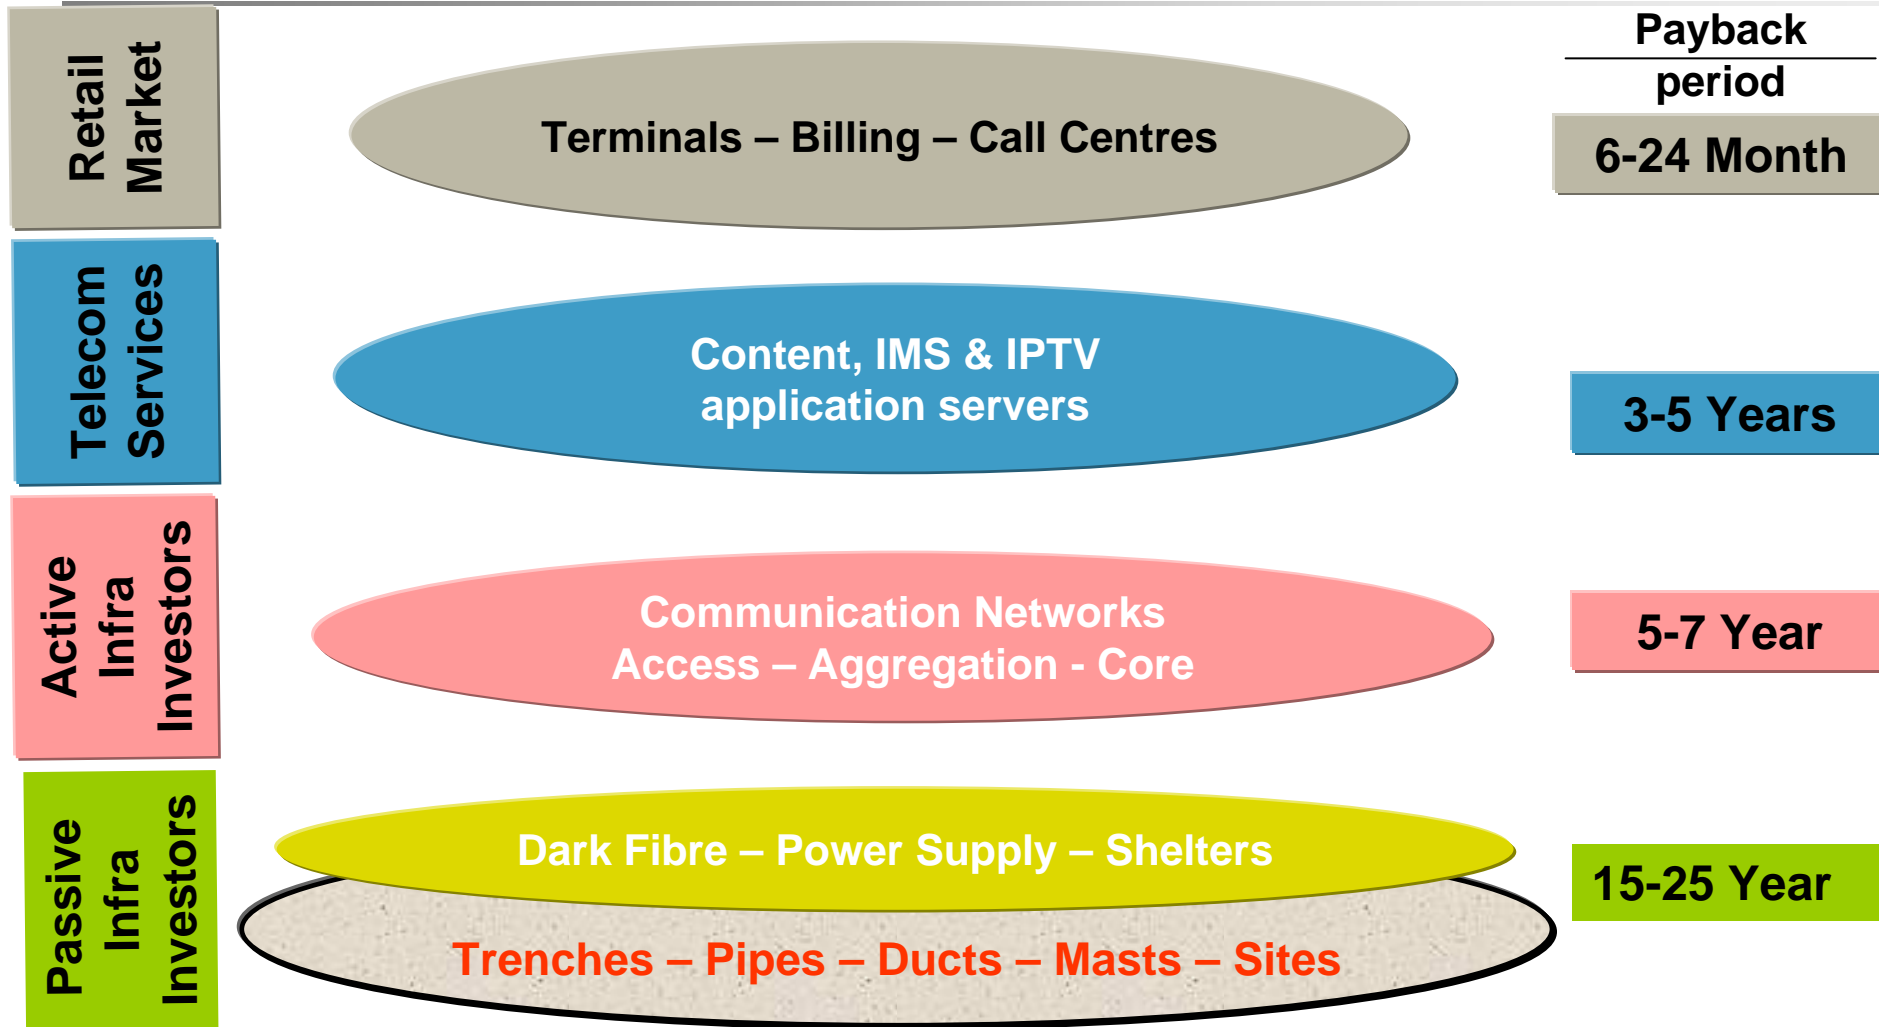 Payback
period
Retail
Market
Terminals – Billing – Call Centres
6-24 Month
Telecom
Services
Content, IMS & IPTV
application servers
3-5 Years
Active
Infra
Investors
Communication Networks
Access – Aggregation - Core
5-7 Year
Passive
Infra
Investors
Dark Fibre – Power Supply – Shelters
15-25 Year
Trenches – Pipes – Ducts – Masts – Sites